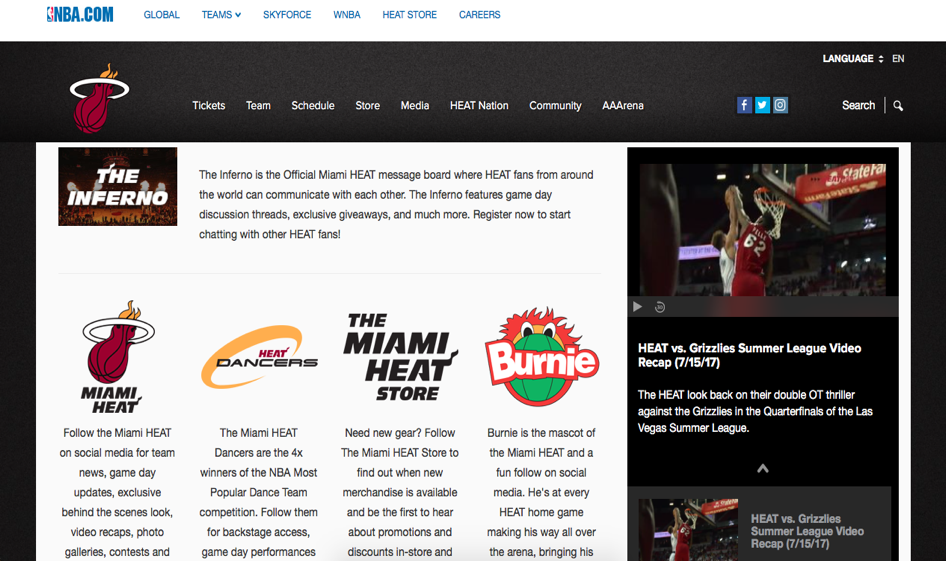 NBA.COM
GLOBAL
TEAMS
SKYFORCE
WNBA
HEAT STORE
CAREERS
LANGUAGE EN
Tickets
Team
Schedule
Store
Media
HEAT Nation
Community
AAArena
Search
THE
INFERNO
The Inferno is the Official Miami HEAT message board where HEAT fans from around
the world can communicate with each other. The Inferno features game day
discussion threads, exclusive giveaways, and much more. Register now to start
chatting with other HEAT fans!
MIAMI
HEAT
Follow the Miami HEAT
on social media for team
news, game day
updates, exclusive
behind the scenes look,
video recaps, photo
galleries, contests and
HEAT
DANCERS
The Miami HEAT
Dancers are the 4x
winners of the NBA Most
Popular Dance Team
competition. Follow them
for backstage access,
game day performances
THE
MIAMI
HEAT
STORE
Need new gear? Follow
The Miami HEAT Store to
find out when new
merchandise is available
and be the first to hear
about promotions and
discounts in-store and
Burnie
Burnie is the mascot of
the Miami HEAT and a
fun follow on social
media. He's at every
HEAT home game
making his way all over
the arena, bringing his
StateFarm
62
HEAT vs. Grizzlies Summer League Video
Recap (7/15/17)
The HEAT look back on their double OT thriller
against the Grizzlies in the Quarterfinals of the Las
Vegas Summer League.
HEAT vs. Grizzlies
Summer League Video
Recap (7/15/17)